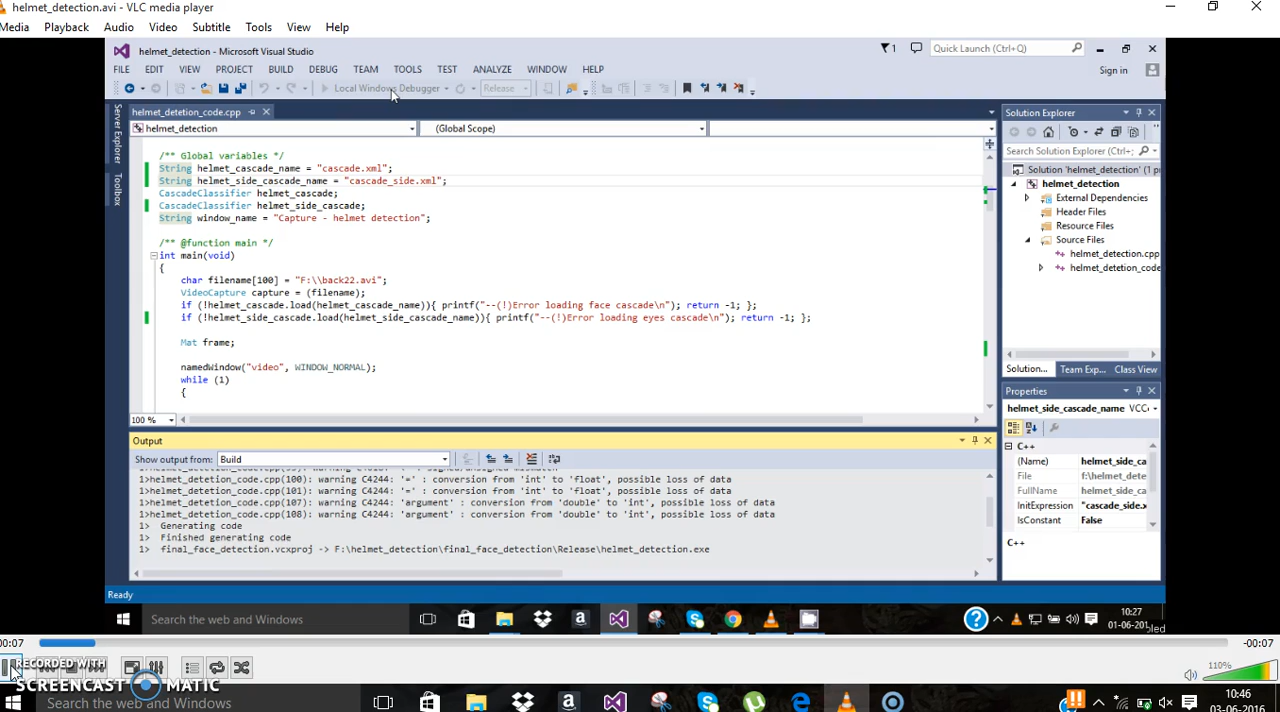 helmet_detection.avi - VLC media player
Media Playback Audio Video Subtitle Tools View Help
helmet_detection - Microsoft Visual Studio
1 Quick Launch (Ctrl+Q)
FILE EDIT VIEW PROJECT BUILD DEBUG TEAM TOOLS TEST ANALYZE WINDOW HELP
Sign in
Local Windows Debugger Release
Server Explorer
Toolbox
helmet_detetion_code.cpp
helmet_detection (Global Scope)
/** Global variables */
String helmet_cascade_name = "cascade.xml";
String helmet_side_cascade_name = "cascade_side.xml";
CascadeClassifier helmet_cascade;
CascadeClassifier helmet_side_cascade;
String window_name = "Capture - helmet detection";
/** @function main */
int main(void)
{
char filename[100] = "F:\\back22.avi";
VideoCapture capture = (filename);
if (!helmet_cascade.load(helmet_cascade_name)){ printf("--(!)Error loading face cascade\n"); return -1; };
if (!helmet_side_cascade.load(helmet_side_cascade_name)){ printf("--(!)Error loading eyes cascade\n"); return -1; };
Mat frame;
namedWindow("video", WINDOW_NORMAL);
while (1)
{
100 %
Solution Explorer
Search Solution Explorer (Ctrl+;
Solution 'helmet_detection' (1 p
helmet_detection
External Dependencies
Header Files
Resource Files
Source Files
helmet_detection.cpp
helmet_detetion_code
Solution... Team Exp... Class View
Properties
helmet_side_cascade_name VCC
C++
(Name) helmet_side_ca
File f:\helmet_dete
FullName helmet_side_ca
InitExpression "cascade_side.x
IsConstant False
C++
Output
Show output from: Build
1>helmet_detetion_code.cpp(100): warning C4244: '=' : conversion from 'int' to 'float', possible loss of data
1>helmet_detetion_code.cpp(101): warning C4244: '=' : conversion from 'int' to 'float', possible loss of data
1>helmet_detetion_code.cpp(107): warning C4244: 'argument' : conversion from 'double' to 'int', possible loss of data
1>helmet_detetion_code.cpp(108): warning C4244: 'argument' : conversion from 'double' to 'int', possible loss of data
1> Generating code
1> Finished generating code
1> final_face_detection.vcxproj -> F:\helmet_detection\final_face_detection\Release\helmet_detection.exe
Ready
Search the web and Windows
10:27
01-06-201
00:07 -00:07
RECORDED WITH
SCREENCAST MATIC
110%
Search the web and Windows
10:46
03-06-2016